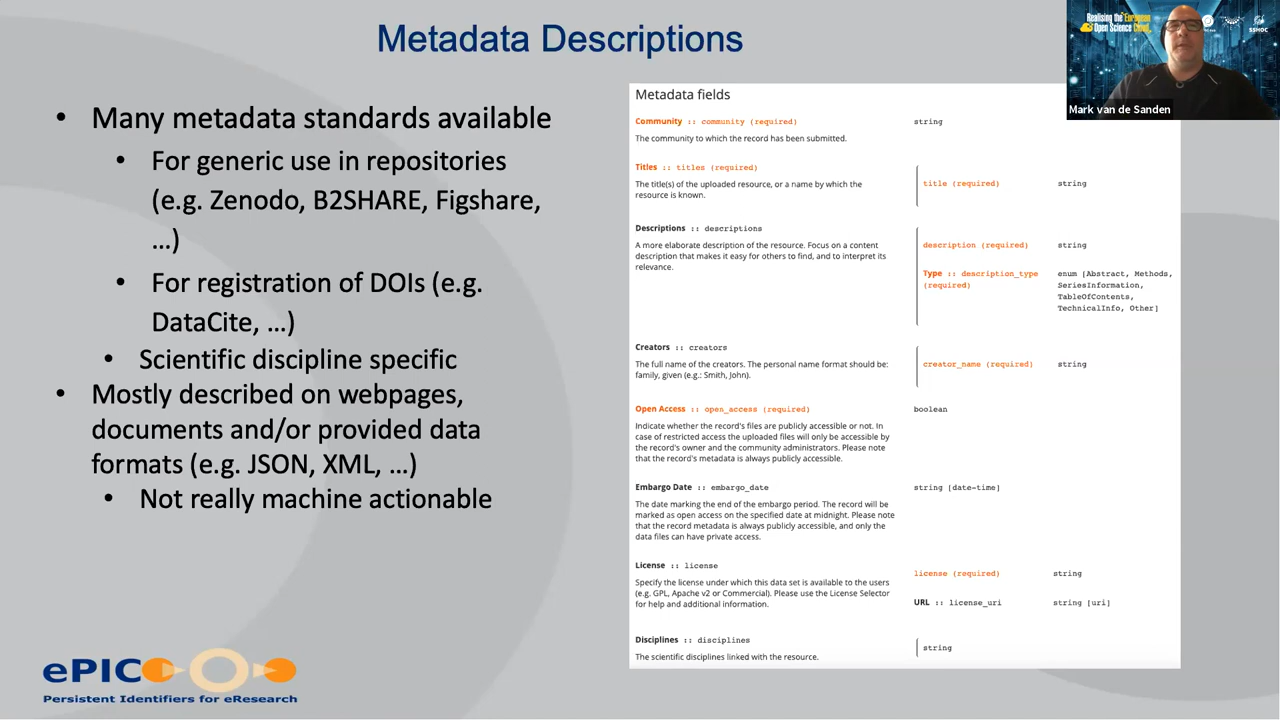 Metadata Descriptions
Realising the European
Open Science Cloud
SSHOC
Mark van de Sanden
• Many metadata standards available
• For generic use in repositories
(e.g. Zenodo, B2SHARE, Figshare,
…)
• For registration of DOIs (e.g.
DataCite, …)
• Scientific discipline specific
• Mostly described on webpages,
documents and/or provided data
formats (e.g. JSON, XML, …)
• Not really machine actionable
Metadata fields
Community :: community (required)
string
The community to which the record has been submitted.
Titles :: titles (required)
The title(s) of the uploaded resource, or a name by which the
resource is known.
title (required) string
Descriptions :: descriptions
A more elaborate description of the resource. Focus on a content
description that makes it easy for others to find, and to interpret its
relevance.
description (required) string
Type :: description_type
(required)
enum [Abstract, Methods,
SeriesInformation,
TableOfContents,
TechnicalInfo, Other]
Creators :: creators
The full name of the creators. The personal name format should be:
family, given (e.g.: Smith, John).
creator_name (required) string
Open Access :: open_access (required)
boolean
Indicate whether the record's files are publicly accessible or not. In
case of restricted access the uploaded files will only be accessible by
the record's owner and the community administrators. Please note
that the record's metadata is always publicly accessible.
Embargo Date :: embargo_date
string [date-time]
The date marking the end of the embargo period. The record will be
marked as open access on the specified date at midnight. Please note
that the record metadata is always publicly accessible, and only the
data files can have private access.
License :: license
Specify the license under which this data set is available to the users
(e.g. GPL, Apache v2 or Commercial). Please use the License Selector
for help and additional information.
license (required) string
URL :: license_uri string [uri]
Disciplines :: disciplines
The scientific disciplines linked with the resource.
string
ePIC
Persistent Identifiers for eResearch